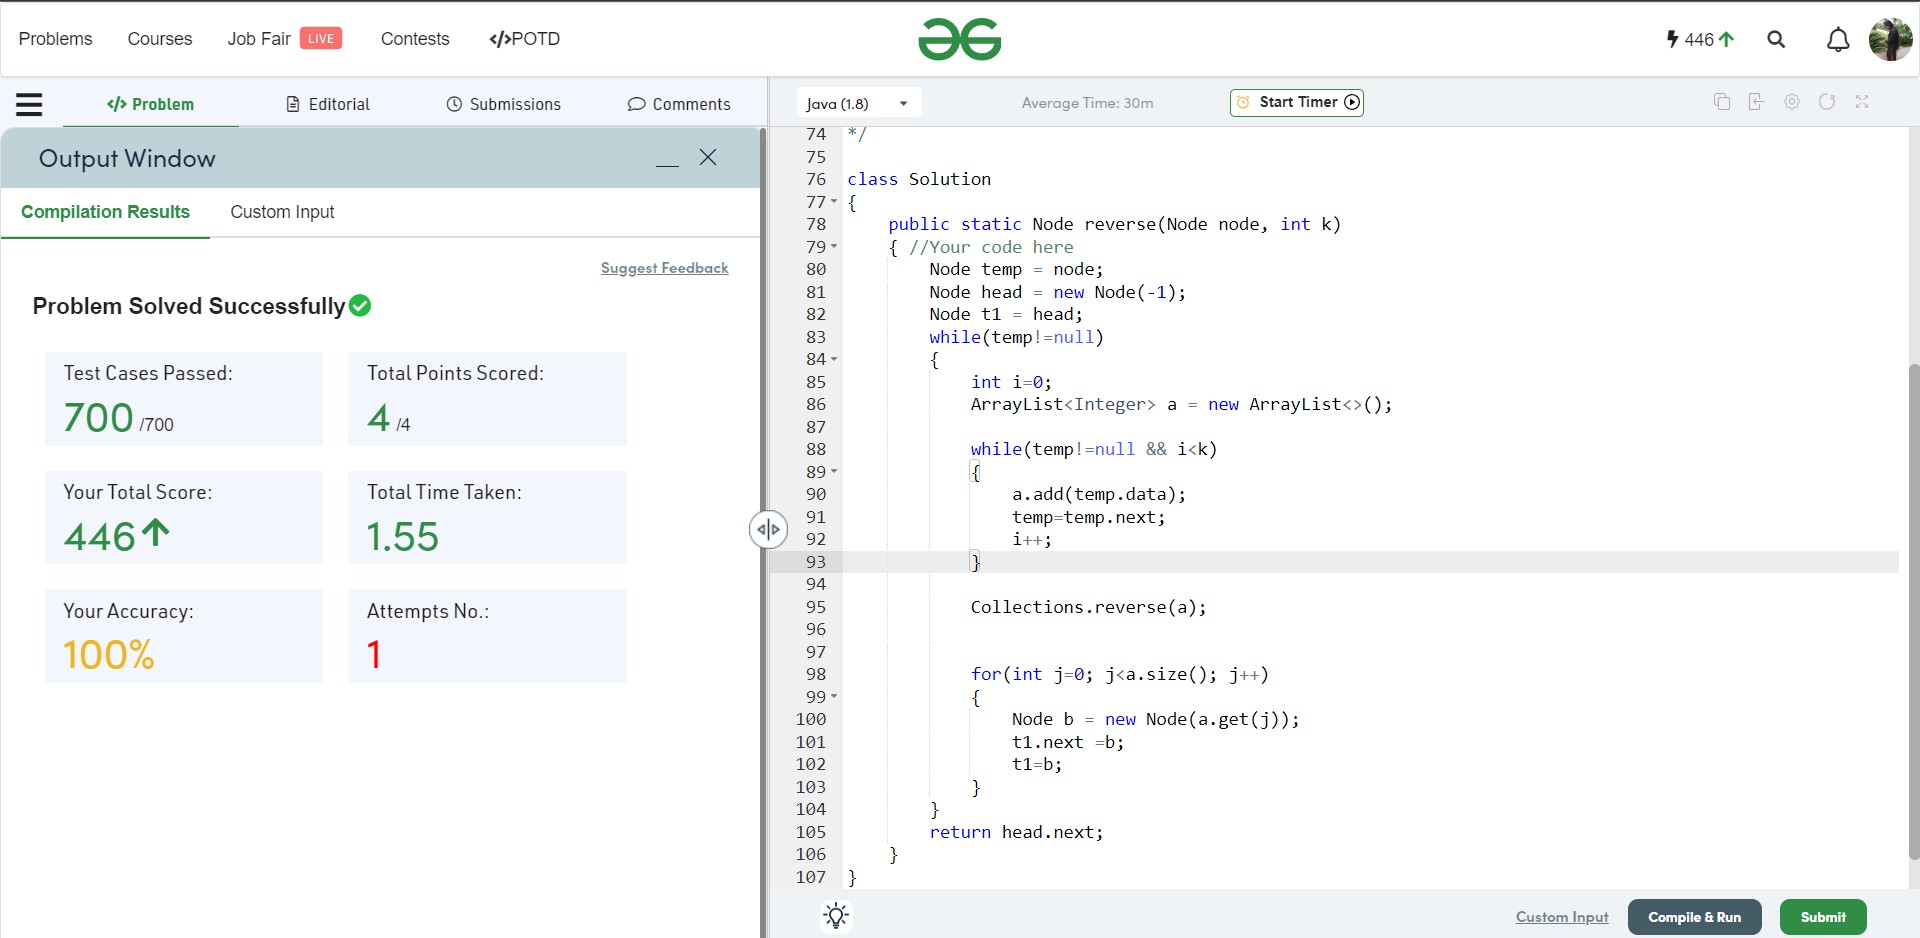 Problems Courses Job Fair LIVE Contests </>POTD 446
</> Problem Editorial Submissions Comments
Output Window
Compilation Results Custom Input
Suggest Feedback
Problem Solved Successfully
Test Cases Passed: Total Points Scored:
700 /700 4 /4
Your Total Score: Total Time Taken:
446 1.55
Your Accuracy: Attempts No.:
100% 1
Java (1.8) Average Time: 30m Start Timer
74 */
75
76 class Solution
77 {
78     public static Node reverse(Node node, int k)
79     { //Your code here
80         Node temp = node;
81         Node head = new Node(-1);
82         Node t1 = head;
83         while(temp!=null)
84         {
85             int i=0;
86             ArrayList<Integer> a = new ArrayList<>();
87
88             while(temp!=null && i<k)
89             {
90                 a.add(temp.data);
91                 temp=temp.next;
92                 i++;
93             }
94
95             Collections.reverse(a);
96
97
98             for(int j=0; j<a.size(); j++)
99             {
100                 Node b = new Node(a.get(j));
101                 t1.next =b;
102                 t1=b;
103             }
104         }
105         return head.next;
106     }
107 }
Custom Input Compile & Run Submit